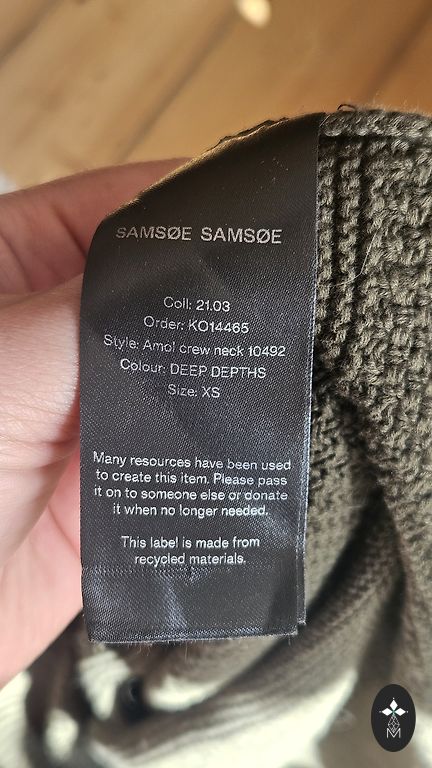 SAMSØE SAMSØE
Coll: 21.03
Order: KO14465
Style: Amol crew neck 10492
Colour: DEEP DEPTHS
Size: XS
Many resources have been used
to create this item. Please pass
it on to someone else or donate
it when no longer needed.
This label is made from
recycled materials.
M